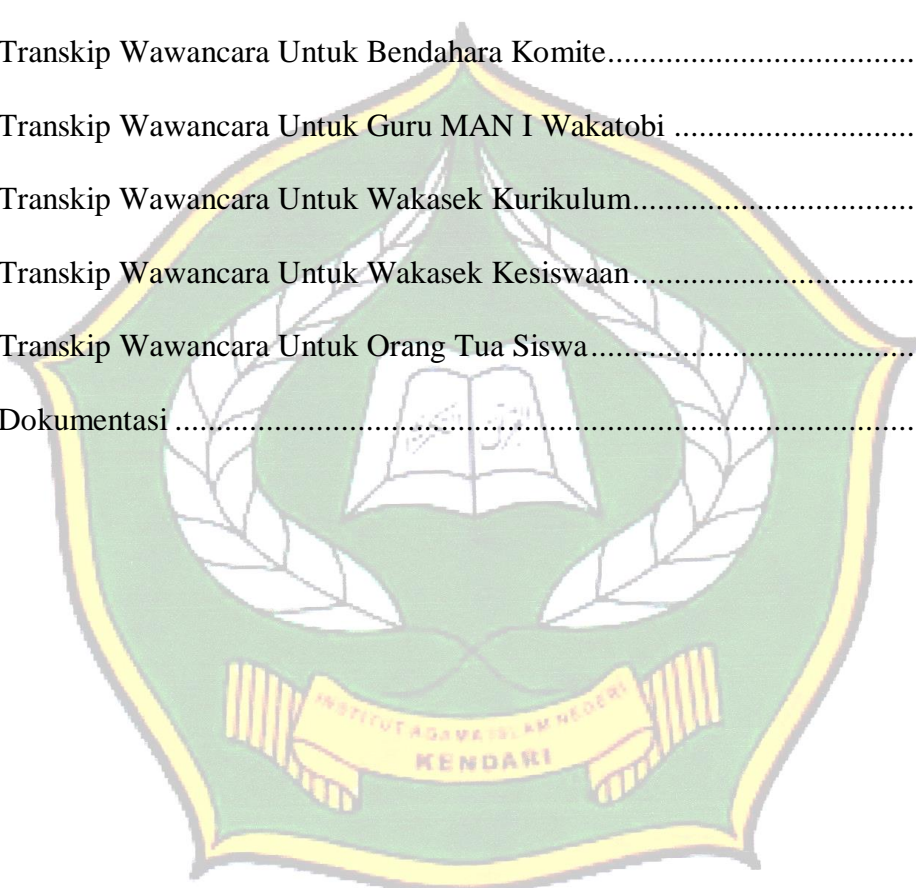 Transkip Wawancara Untuk Bendahara Komite.....................................
Transkip Wawancara Untuk Guru MAN I Wakatobi .............................
Transkip Wawancara Untuk Wakasek Kurikulum..................................
Transkip Wawancara Untuk Wakasek Kesiswaan..................................
Transkip Wawancara Untuk Orang Tua Siswa.......................................
Dokumentasi .........................................................................................
INSTITUT AGAMA ISLAM NEGERI
KENDARI